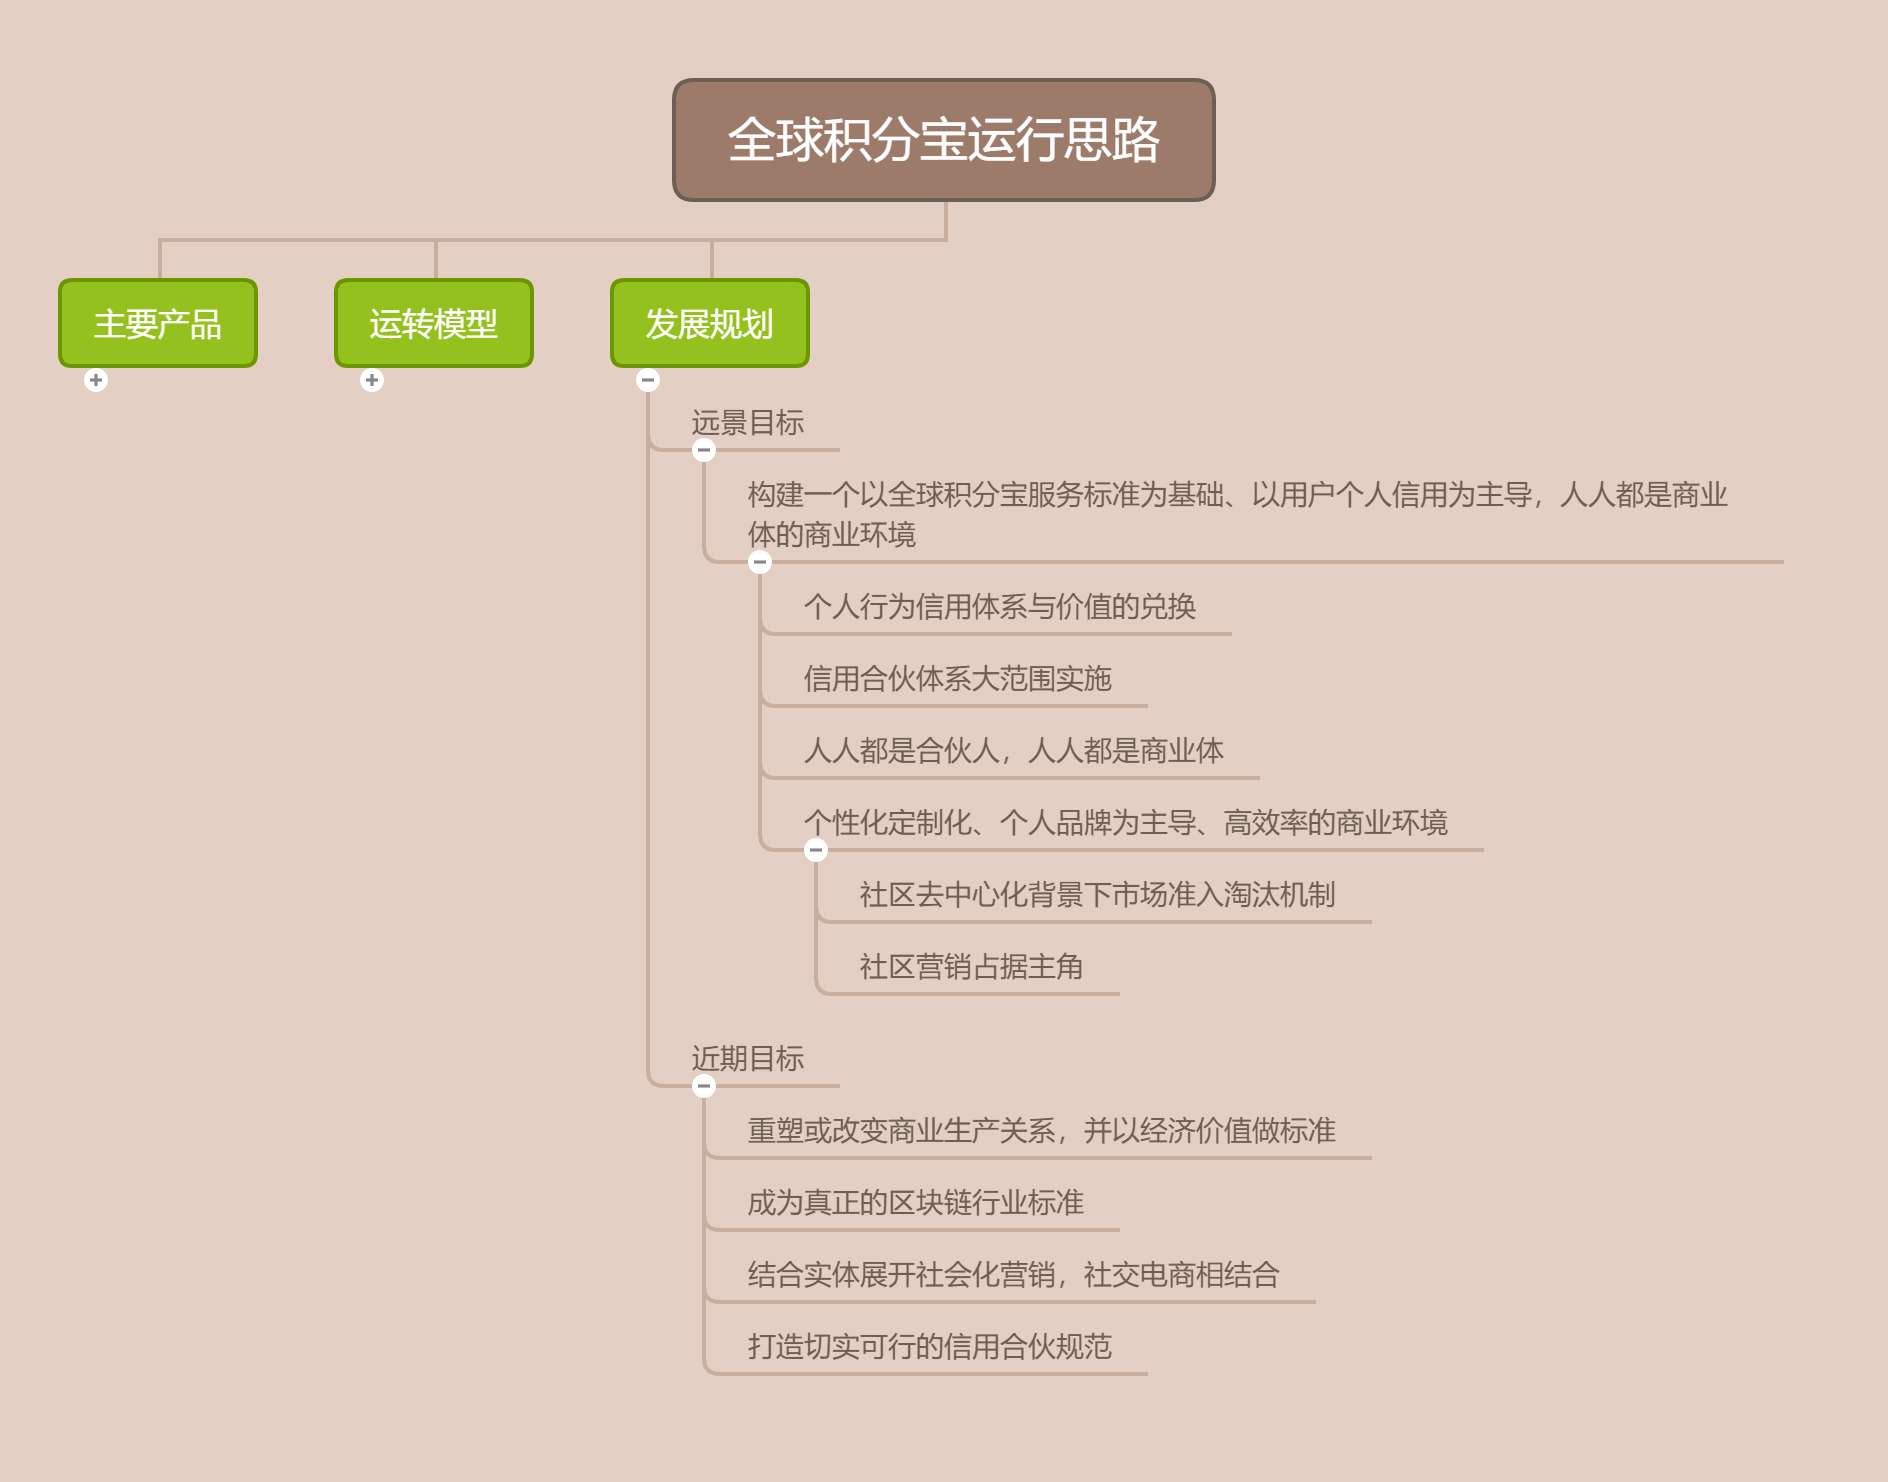 全球积分宝运行思路
主要产品
运转模型
发展规划
远景目标
构建一个以全球积分宝服务标准为基础、以用户个人信用为主导，人人都是商业
体的商业环境
个人行为信用体系与价值的兑换
信用合伙体系大范围实施
人人都是合伙人，人人都是商业体
个性化定制化、个人品牌为主导、高效率的商业环境
社区去中心化背景下市场准入淘汰机制
社区营销占据主角
近期目标
重塑或改变商业生产关系，并以经济价值做标准
成为真正的区块链行业标准
结合实体展开社会化营销，社交电商相结合
打造切实可行的信用合伙规范